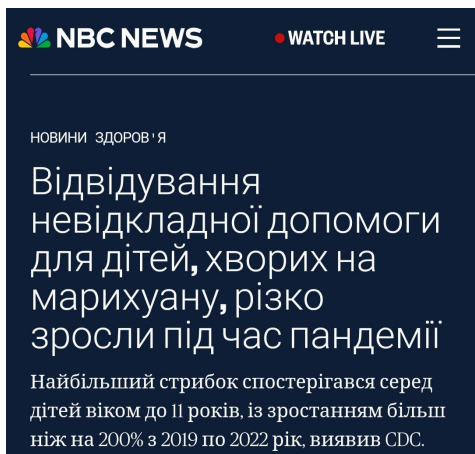 NBC NEWS
WATCH LIVE
НОВИНИ ЗДОРОВ'Я
Відвідування
невідкладної допомоги
для дітей, хворих на
марихуану, різко
зросли під час пандемії
Найбільший стрибок спостерігався серед
дітей віком до 11 років, із зростанням більш
ніж на 200% з 2019 по 2022 рік, виявив CDC.